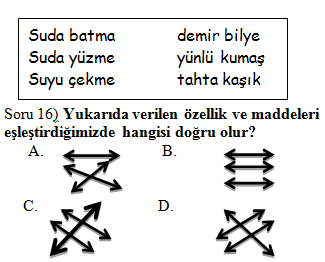 Suda batma demir bilye
Suda yüzme yünlü kumaş
Suyu çekme tahta kaşık
Soru 16) Yukarıda verilen özellik ve maddeleri
eşleştirdiğimizde hangisi doğru olur?
A. B.
C. D.